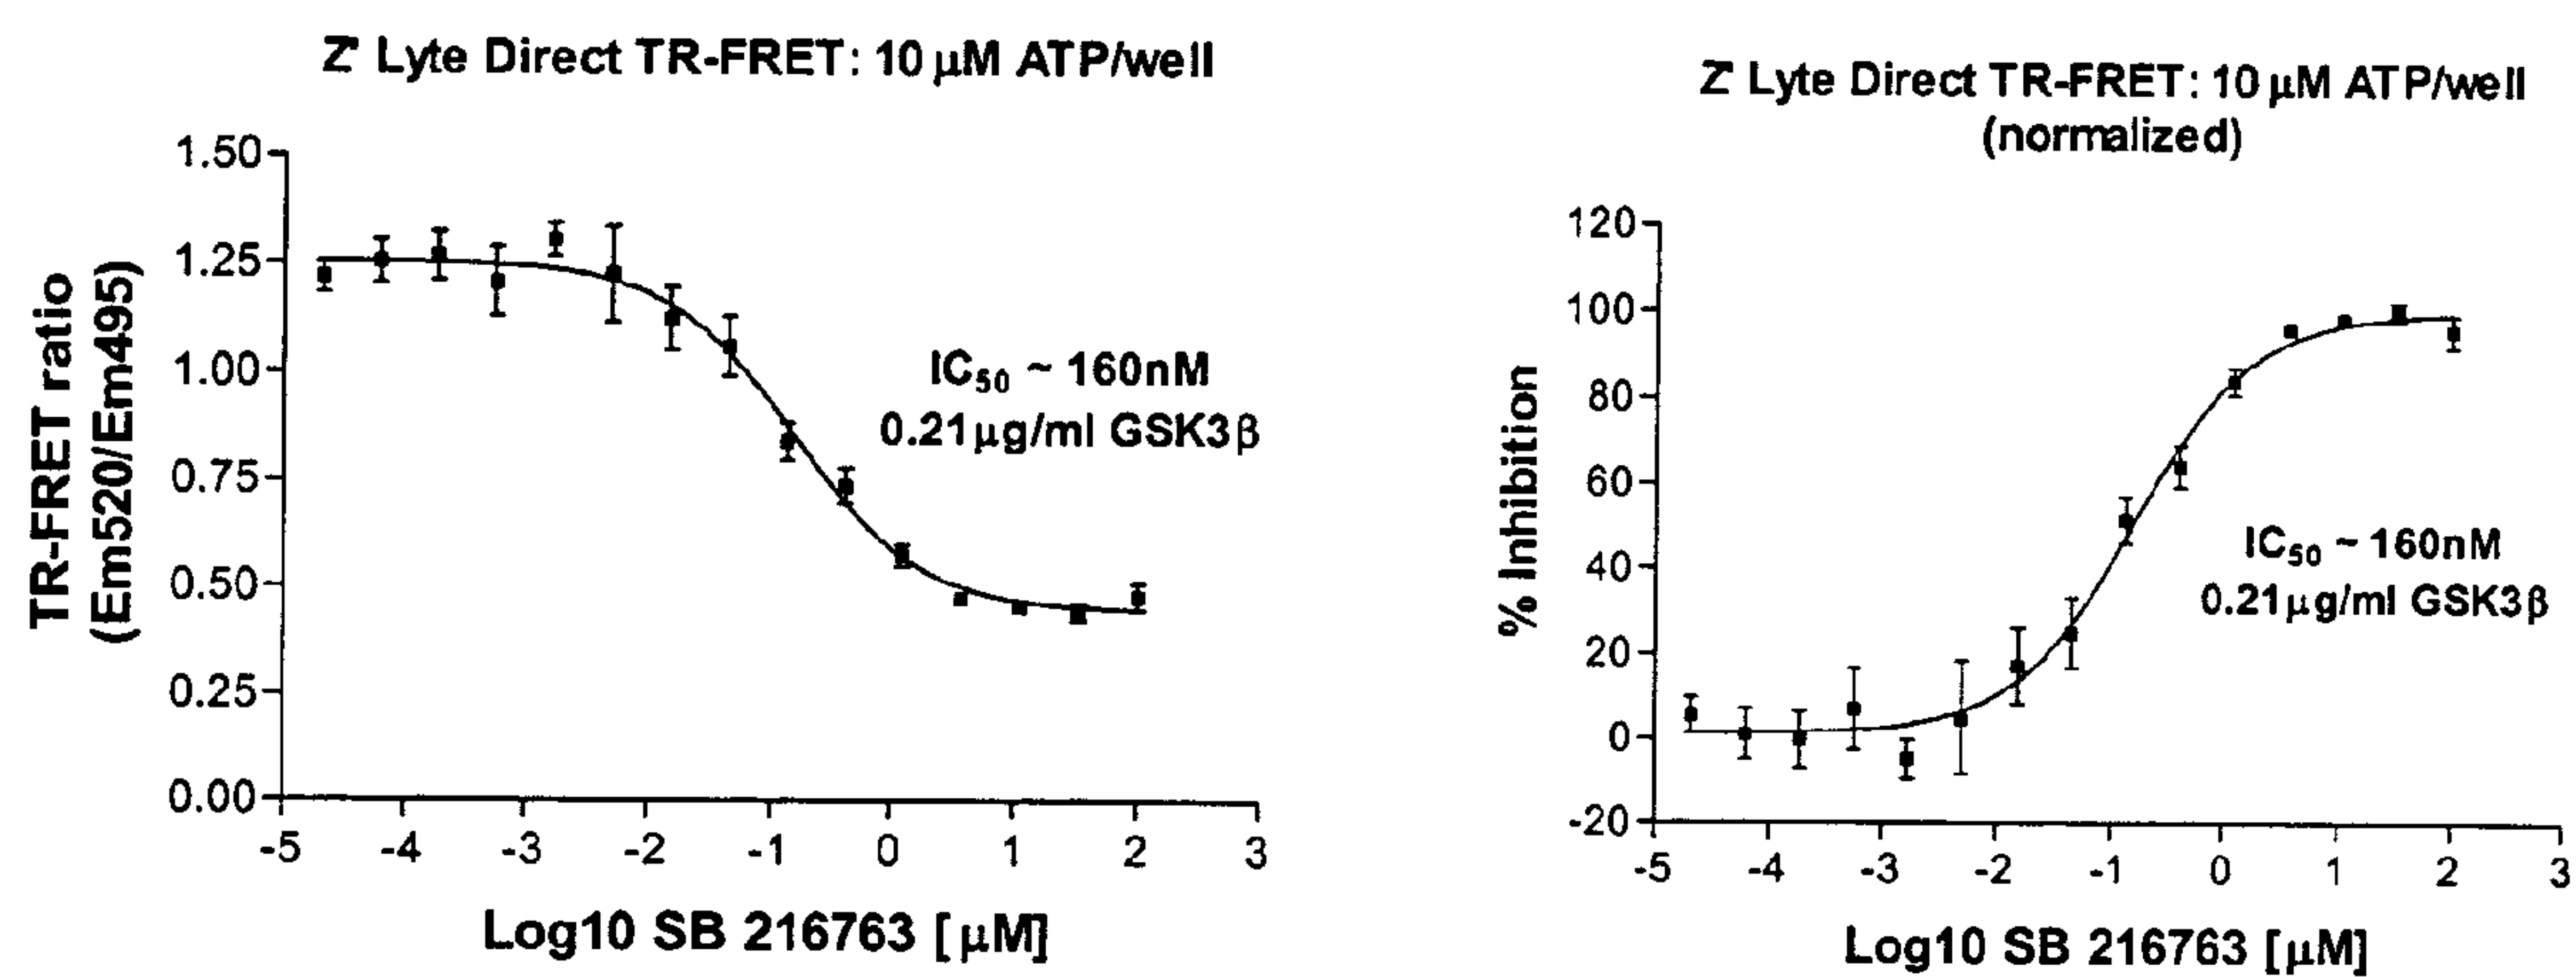 Z' Lyte Direct TR-FRET: 10 µM ATP/well
1.50
1.25
1.00
0.75
0.50
0.25
0.00
TR-FRET ratio
(Em520/Em495)
IC50 ~ 160nM
0.21µg/ml GSK3β
-5 -4 -3 -2 -1 0 1 2 3
Log10 SB 216763 [µM]
Z' Lyte Direct TR-FRET: 10 µM ATP/well
(normalized)
120
100
80
60
40
20
0
-20
% Inhibition
IC50 ~ 160nM
0.21µg/ml GSK3β
-5 -4 -3 -2 -1 0 1 2 3
Log10 SB 216763 [µM]